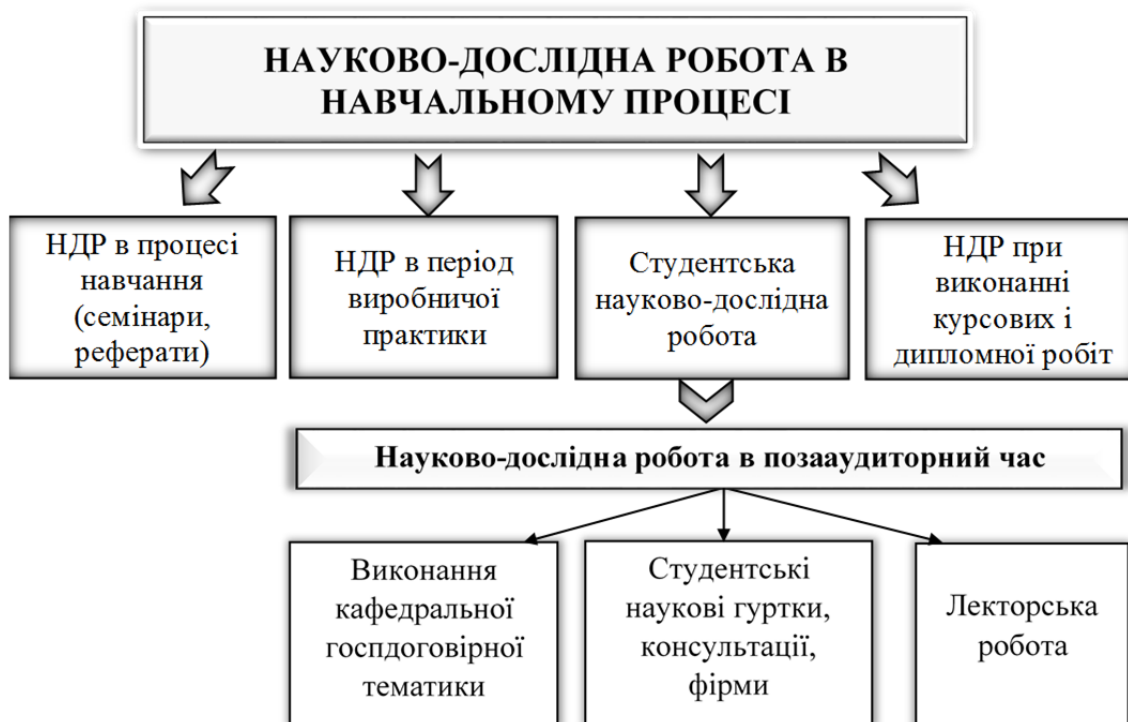 НАУКОВО-ДОСЛІДНА РОБОТА В
НАВЧАЛЬНОМУ ПРОЦЕСІ
НДР в процесі
навчання
(семінари,
реферати)
НДР в період
виробничої
практики
Студентська
науково-дослідна
робота
НДР при
виконанні
курсових і
дипломної робіт
Науково-дослідна робота в позааудиторний час
Виконання
кафедральної
госпдоговірної
тематики
Студентські
наукові гуртки,
консультації,
фірми
Лекторська
робота